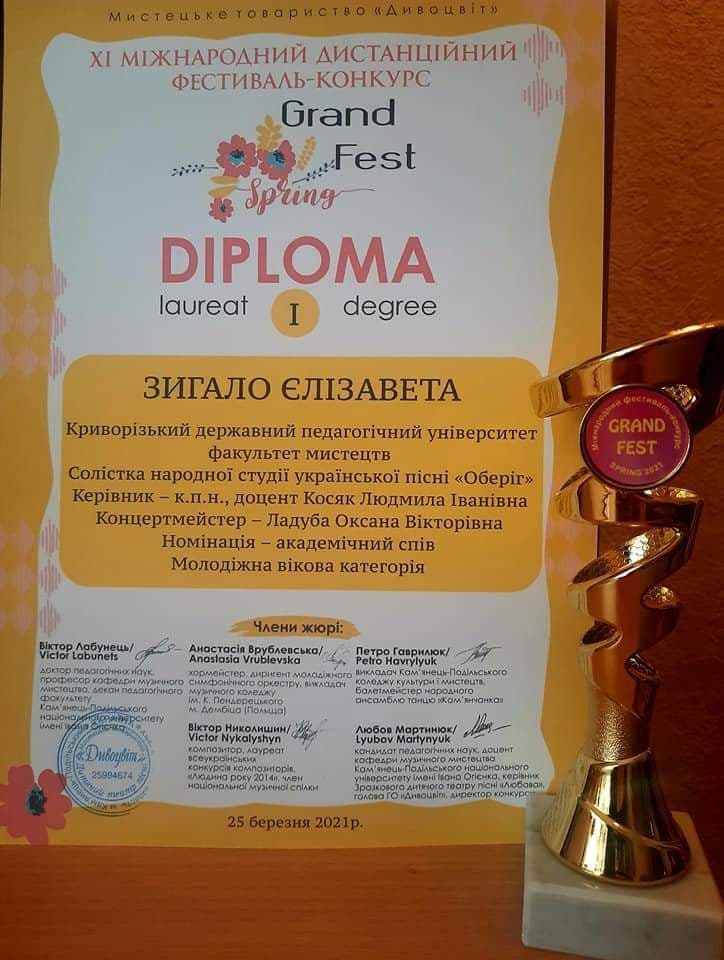 Мистецьке товариство «Дивоцвіт»
XI МІЖНАРОДНИЙ ДИСТАНЦІЙНИЙ
ФЕСТИВАЛЬ-КОНКУРС
Grand
Fest
Spring
DIPLOMA
laureat I degree
ЗИГАЛО ЄЛІЗАВЕТА
Криворізький державний педагогічний університет
факультет мистецтв
Солістка народної студії української пісні «Оберіг»
Керівник – к.п.н., доцент Косяк Людмила Іванівна
Концертмейстер – Ладуба Оксана Вікторівна
Номінація – академічний спів
Молодіжна вікова категорія
Члени журі:
Віктор Лабунець/
Victor Labunets
доктор педагогічних наук,
професор кафедри музичного
мистецтва, декан педагогічного
факультету
Кам'янець-Подільського
національного університету
імені Івана Огієнка
Анастасія Врублевська/
Anastasia Vrublevska
хормейстер, диригент молодіжного
симфонічного оркестру, викладач
музичного коледжу
ім. К. Пендерецького
м. Дембіца (Польща)
Петро Гаврилюк/
Petro Havrylyuk
викладач Кам'янець-Подільського
коледжу культури і мистецтв,
балетмейстер народного
ансамблю танцю «Кам'янчанка»
Віктор Николишин/
Victor Nykalyshyn
композитор, лауреат
всеукраїнських
конкурсів композиторів,
«Людина року 2014», член
національної музичної спілки
Любов Мартинюк/
Lyubov Martynyuk
кандидат педагогічних наук, доцент
кафедри музичного мистецтва
Кам'янець-Подільського національного
університету імені Івана Огієнка, керівник
Зразкового дитячого театру пісні «Любава»,
голова ГО «Дивоцвіт», директор конкурсу
«Дивоцвіт»
25994674
25 березня 2021р.
Міжнародний фестиваль-конкурс
GRAND
FEST
SPRING 2021